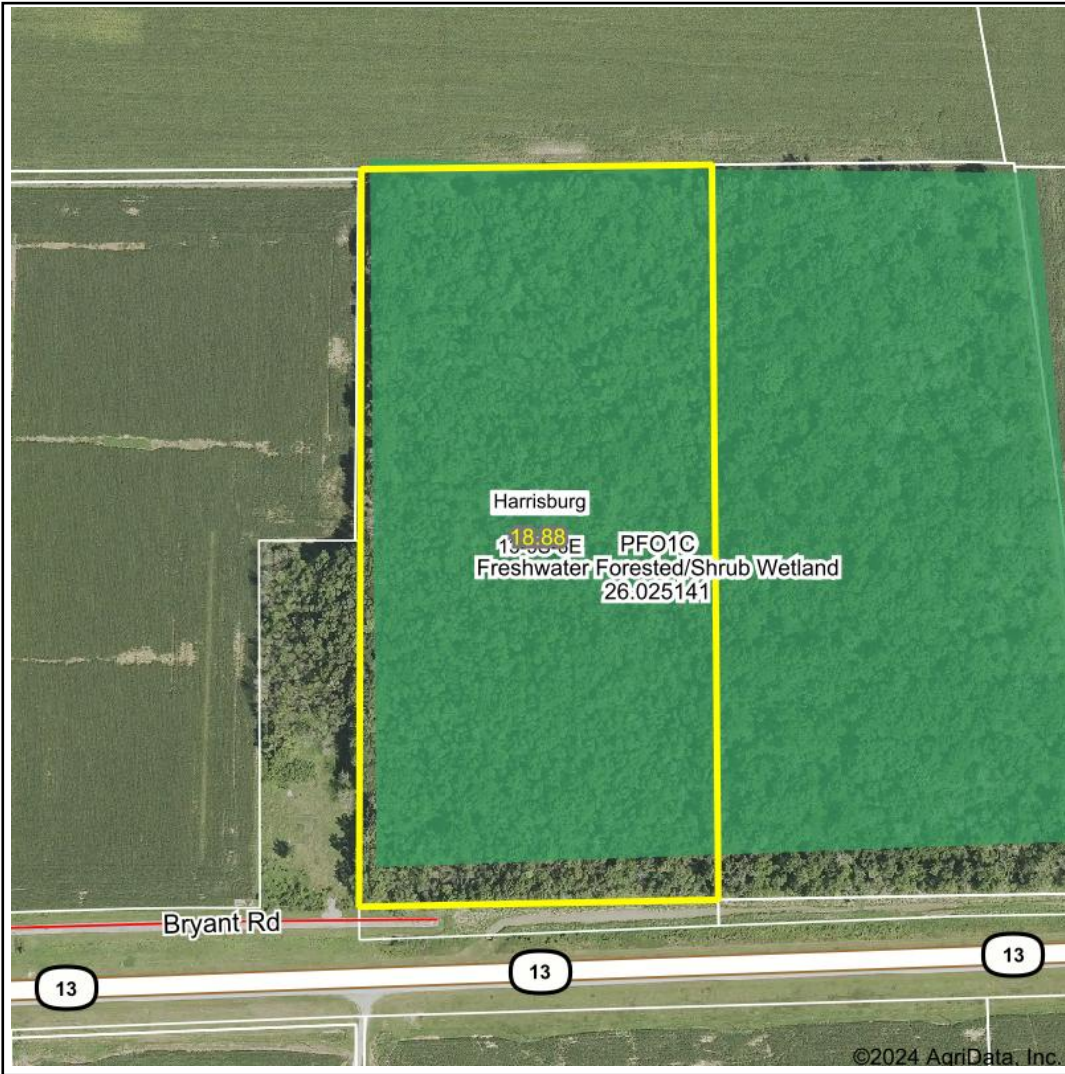 Harrisburg
18.88
PFO1C
Freshwater Forested/Shrub Wetland
26.025141
Bryant Rd
13
13
13
©2024 AgriData, Inc.